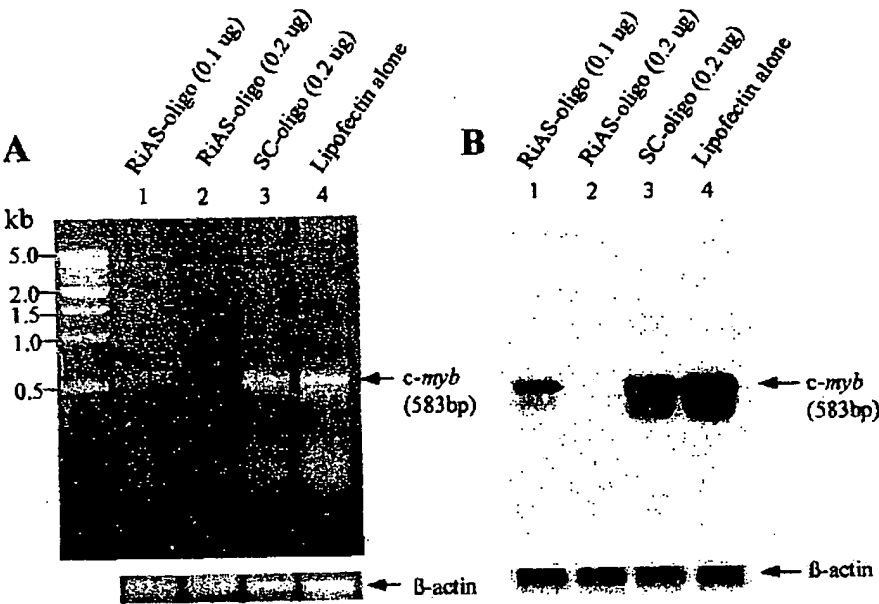 A
RiAS-oligo (0.1 ug)
RiAS-oligo (0.2 ug)
SC-oligo (0.2 ug)
Lipofectin alone
1 2 3 4
kb
5.0
2.0
1.5
1.0
0.5
c-myb
(583bp)
ß-actin
B
RiAS-oligo (0.1 ug)
RiAS-oligo (0.2 ug)
SC-oligo (0.2 ug)
Lipofectin alone
1 2 3 4
c-myb
(583bp)
ß-actin